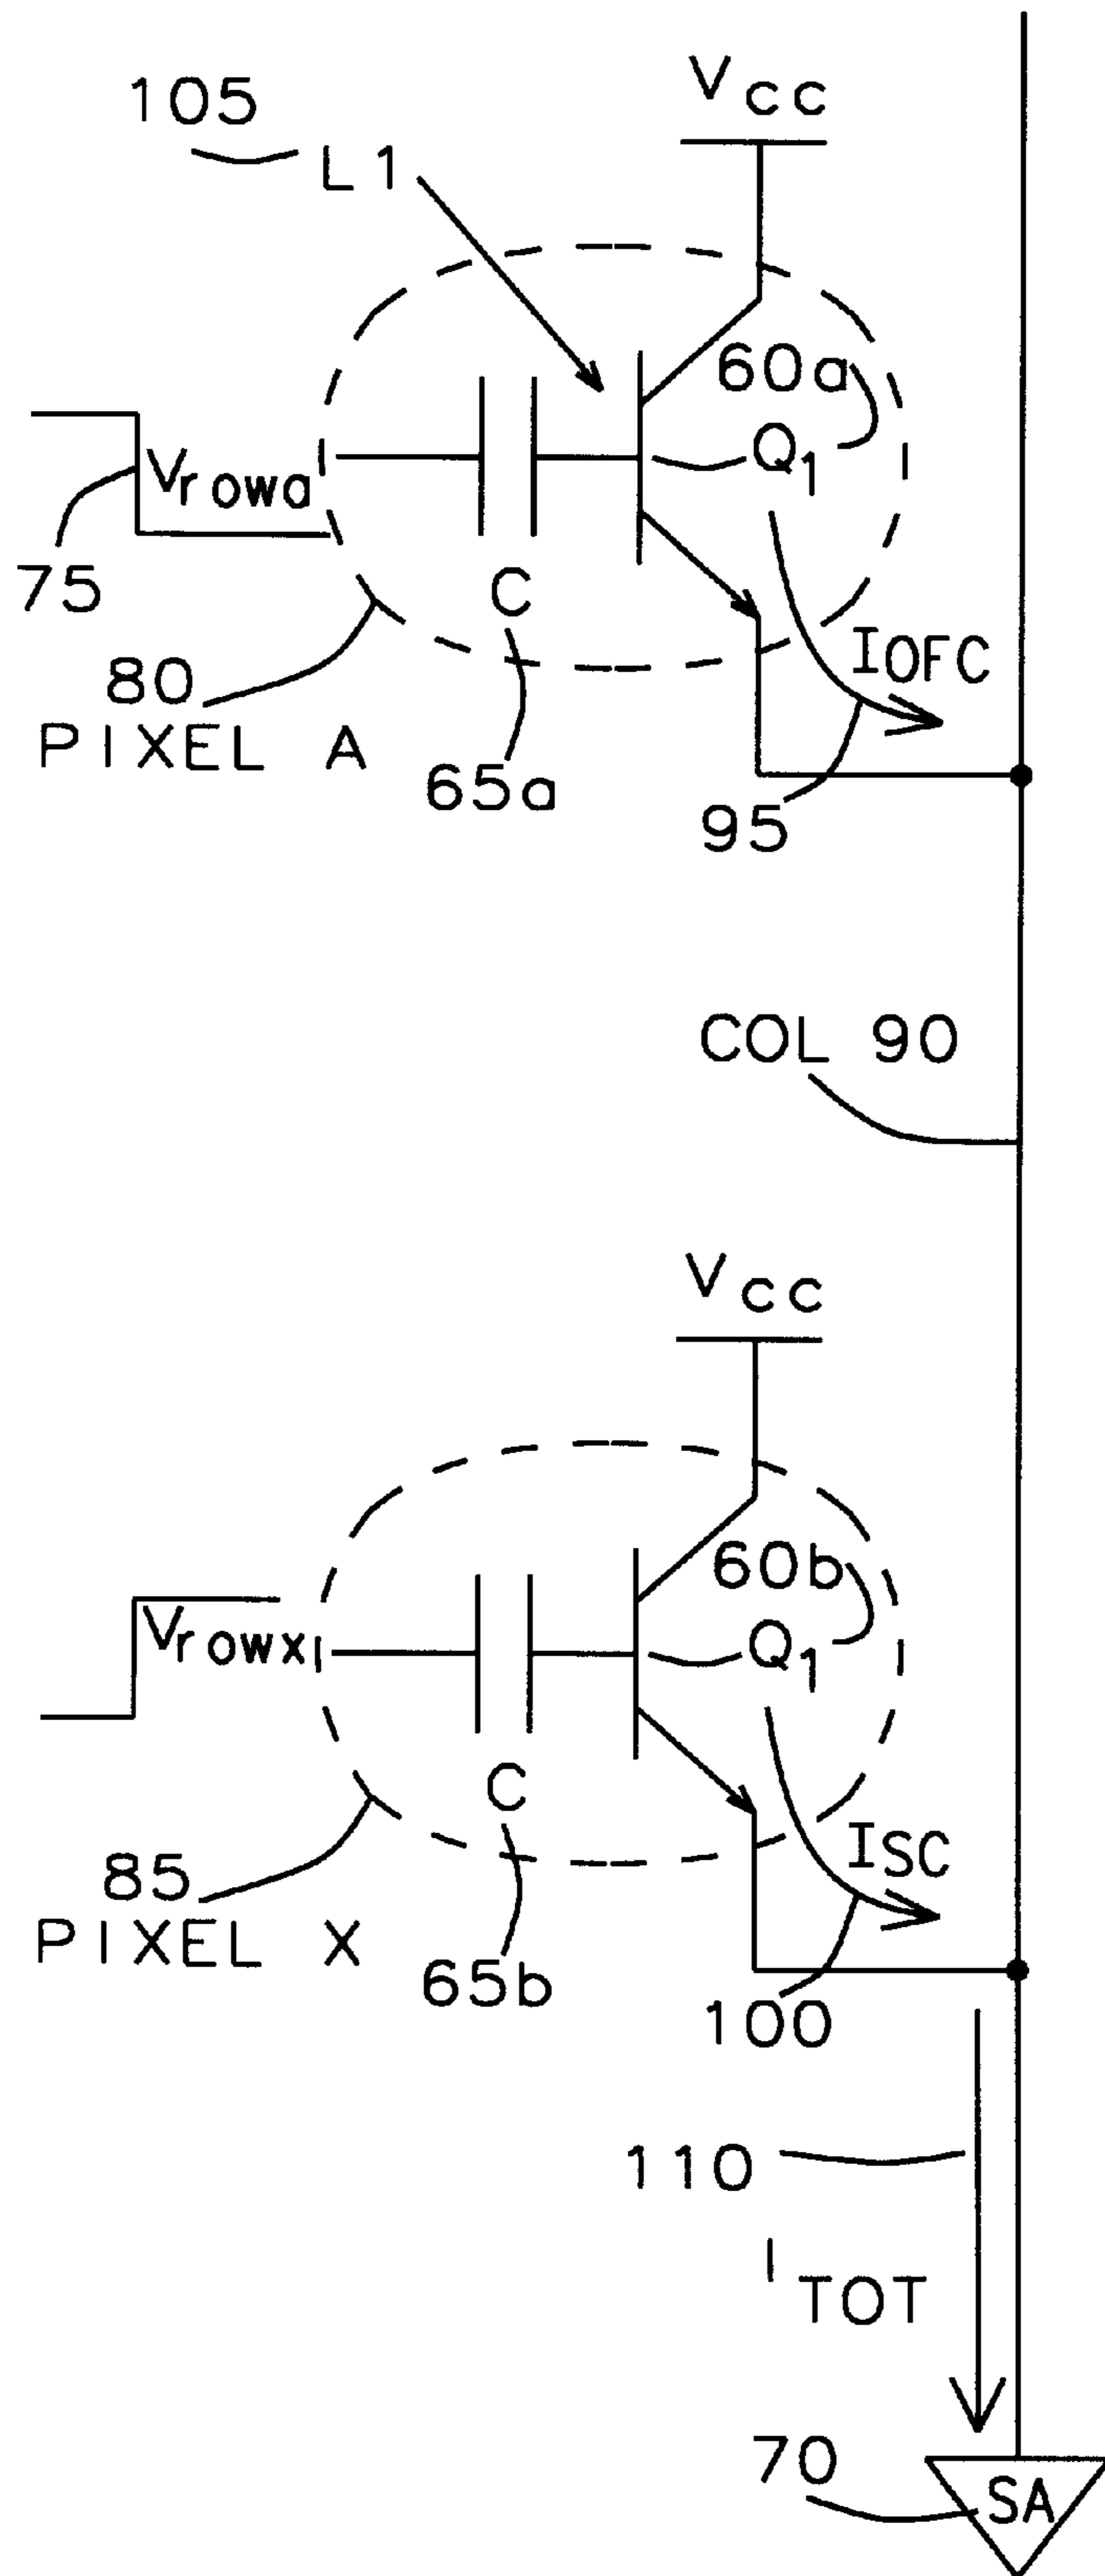 105
L1
Vcc
60a
Vrowa
Q1
75
C
80
IOFC
PIXEL A
65a
95
COL 90
Vcc
60b
Vrowx
Q1
C
85
ISC
PIXEL X
65b
100
110
ITOT
70
SA